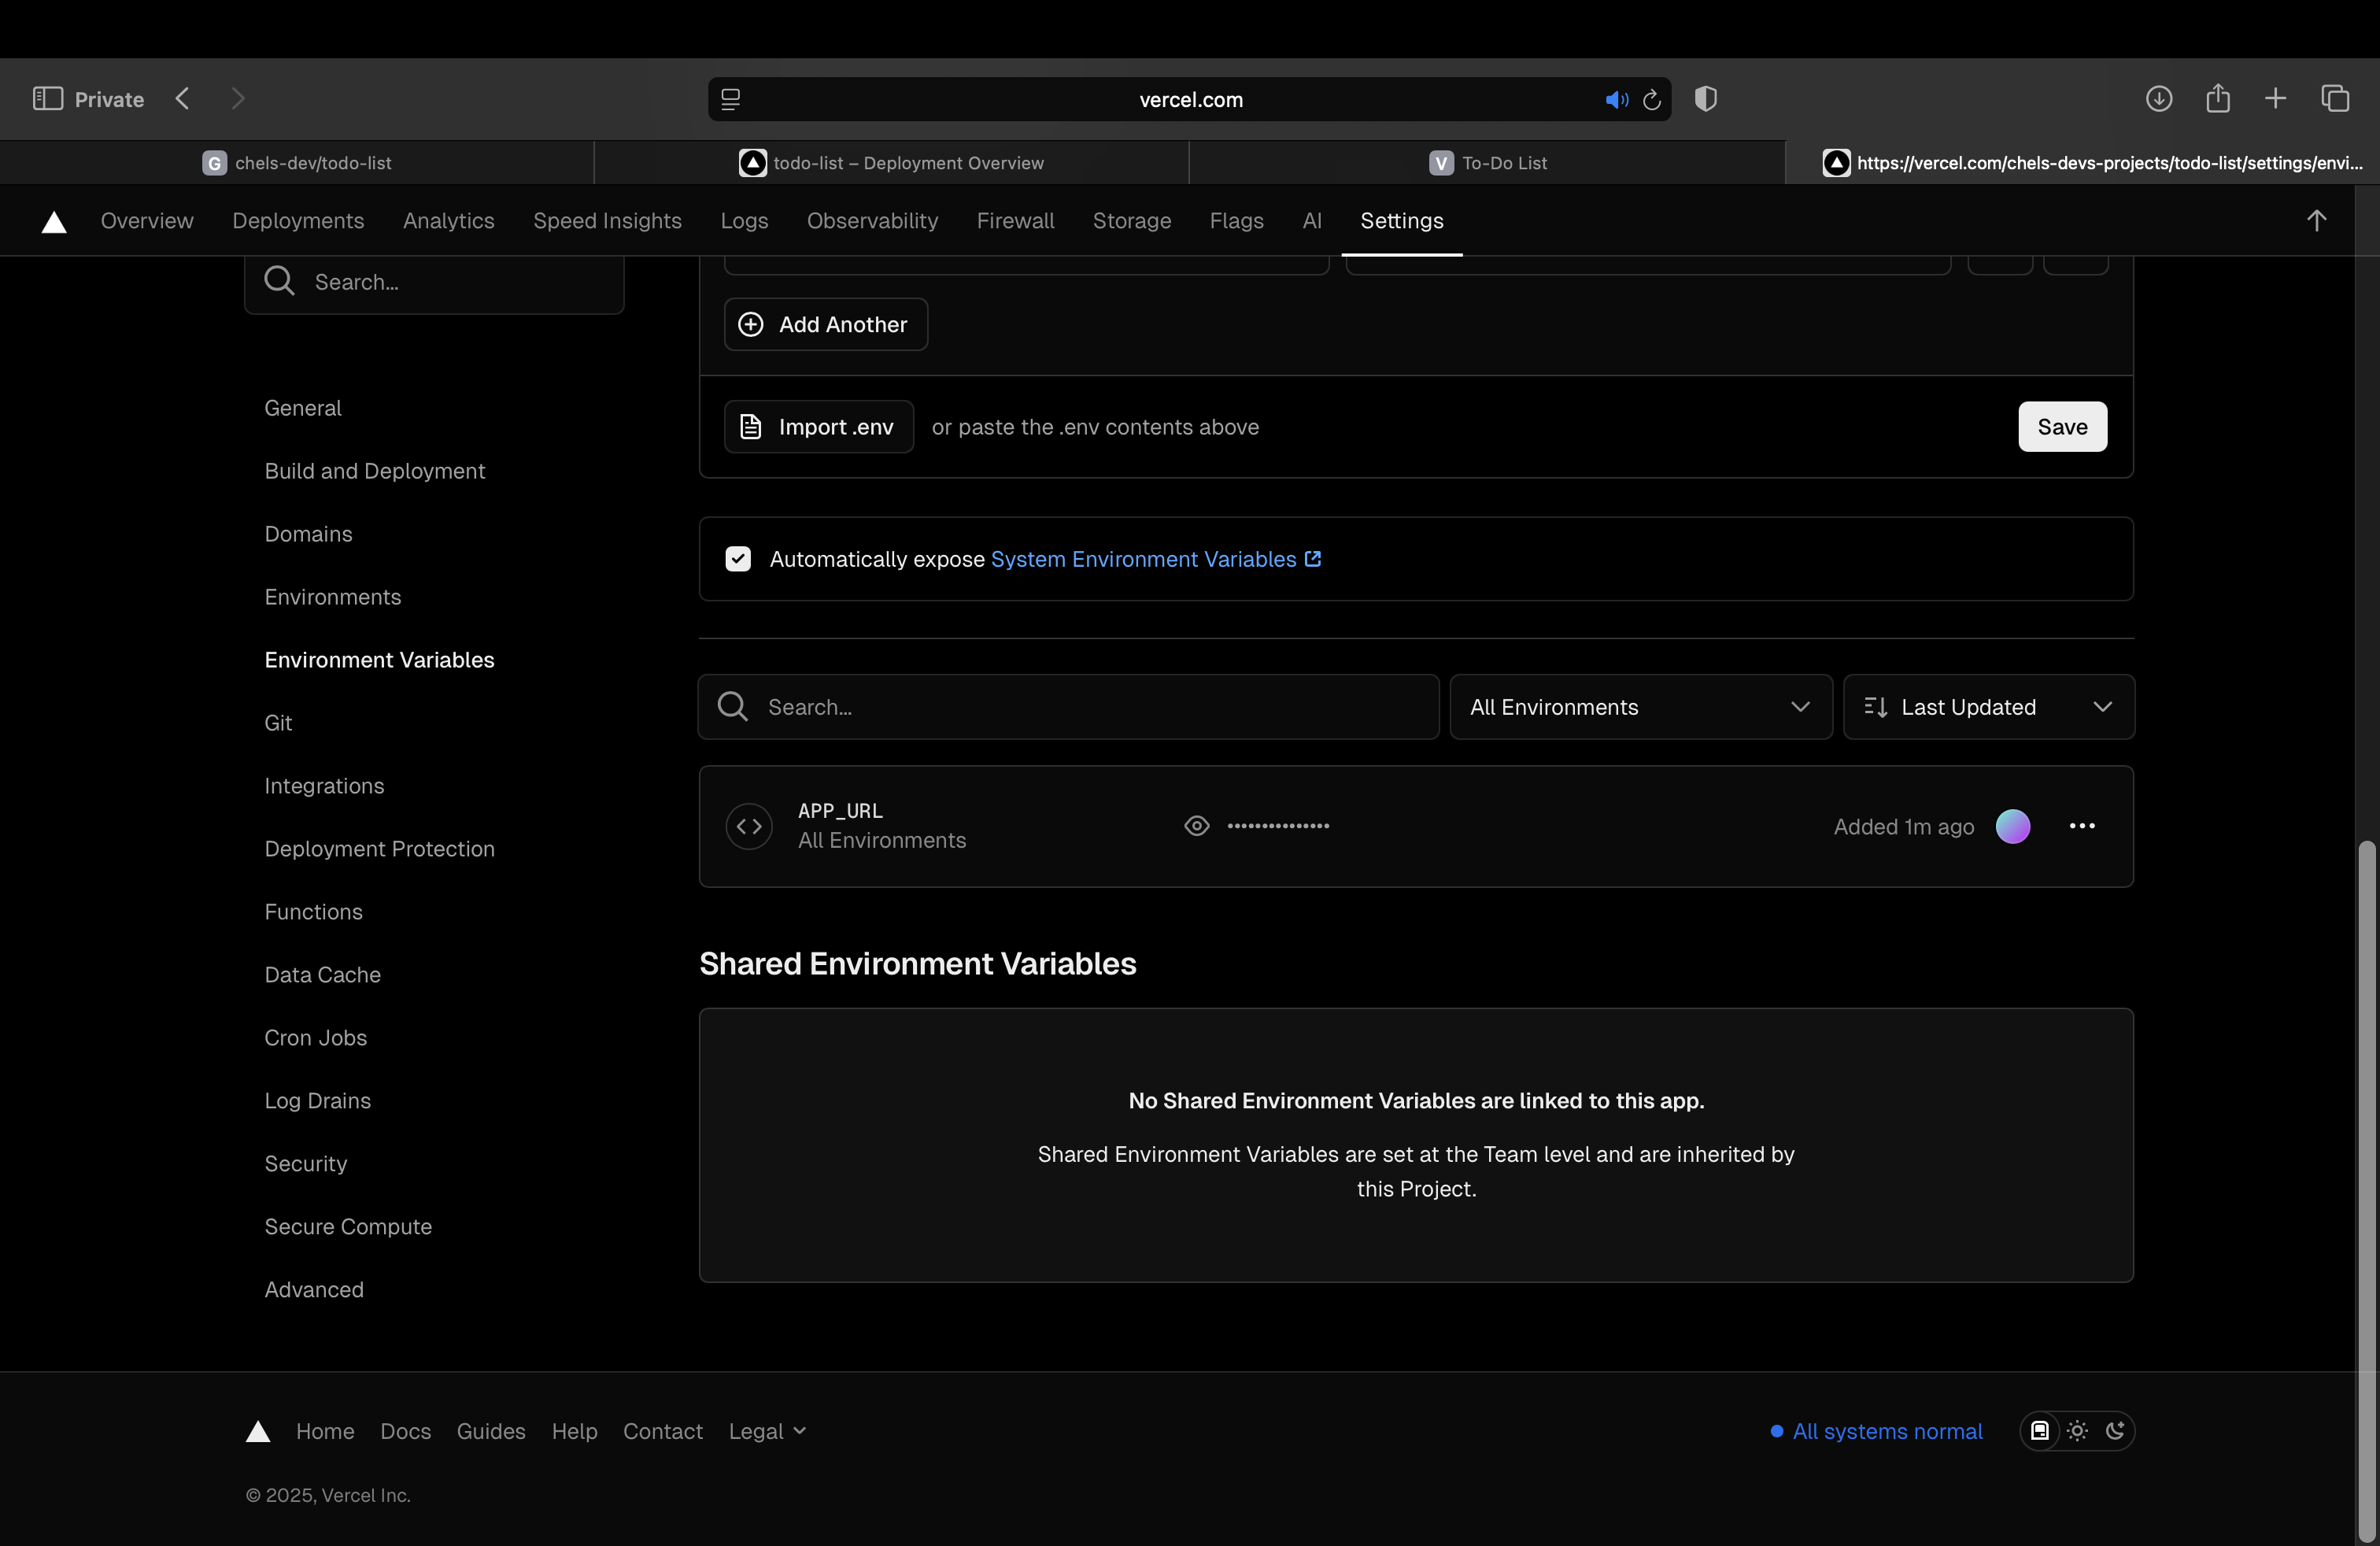 Private
vercel.com
G chels-dev/todo-list
todo-list – Deployment Overview
V To-Do List
https://vercel.com/chels-devs-projects/todo-list/settings/envi...
Overview Deployments Analytics Speed Insights Logs Observability Firewall Storage Flags AI Settings
Search...
General
Build and Deployment
Domains
Environments
Environment Variables
Git
Integrations
Deployment Protection
Functions
Data Cache
Cron Jobs
Log Drains
Security
Secure Compute
Advanced
Add Another
Import .env or paste the .env contents above Save
Automatically expose System Environment Variables
Search... All Environments Last Updated
APP_URL
All Environments
•••••••••••••••
Added 1m ago
Shared Environment Variables
No Shared Environment Variables are linked to this app.
Shared Environment Variables are set at the Team level and are inherited by
this Project.
Home Docs Guides Help Contact Legal
All systems normal
© 2025, Vercel Inc.